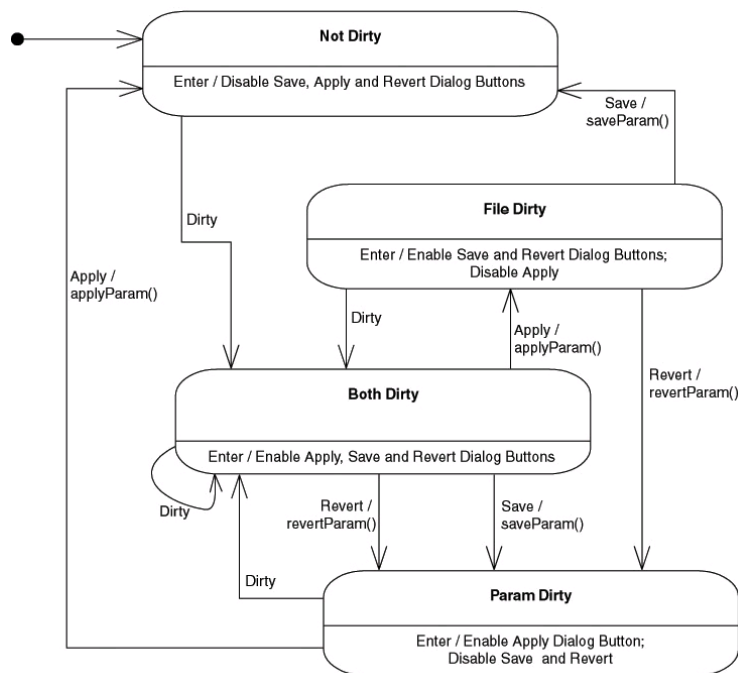 Not Dirty
Enter / Disable Save, Apply and Revert Dialog Buttons
Save /
saveParam()
File Dirty
Dirty
Enter / Enable Save and Revert Dialog Buttons;
Disable Apply
Apply /
applyParam()
Dirty
Apply /
applyParam()
Revert /
revertParam()
Both Dirty
Enter / Enable Apply, Save and Revert Dialog Buttons
Dirty
Revert /
revertParam()
Save /
saveParam()
Dirty
Param Dirty
Enter / Enable Apply Dialog Button;
Disable Save and Revert